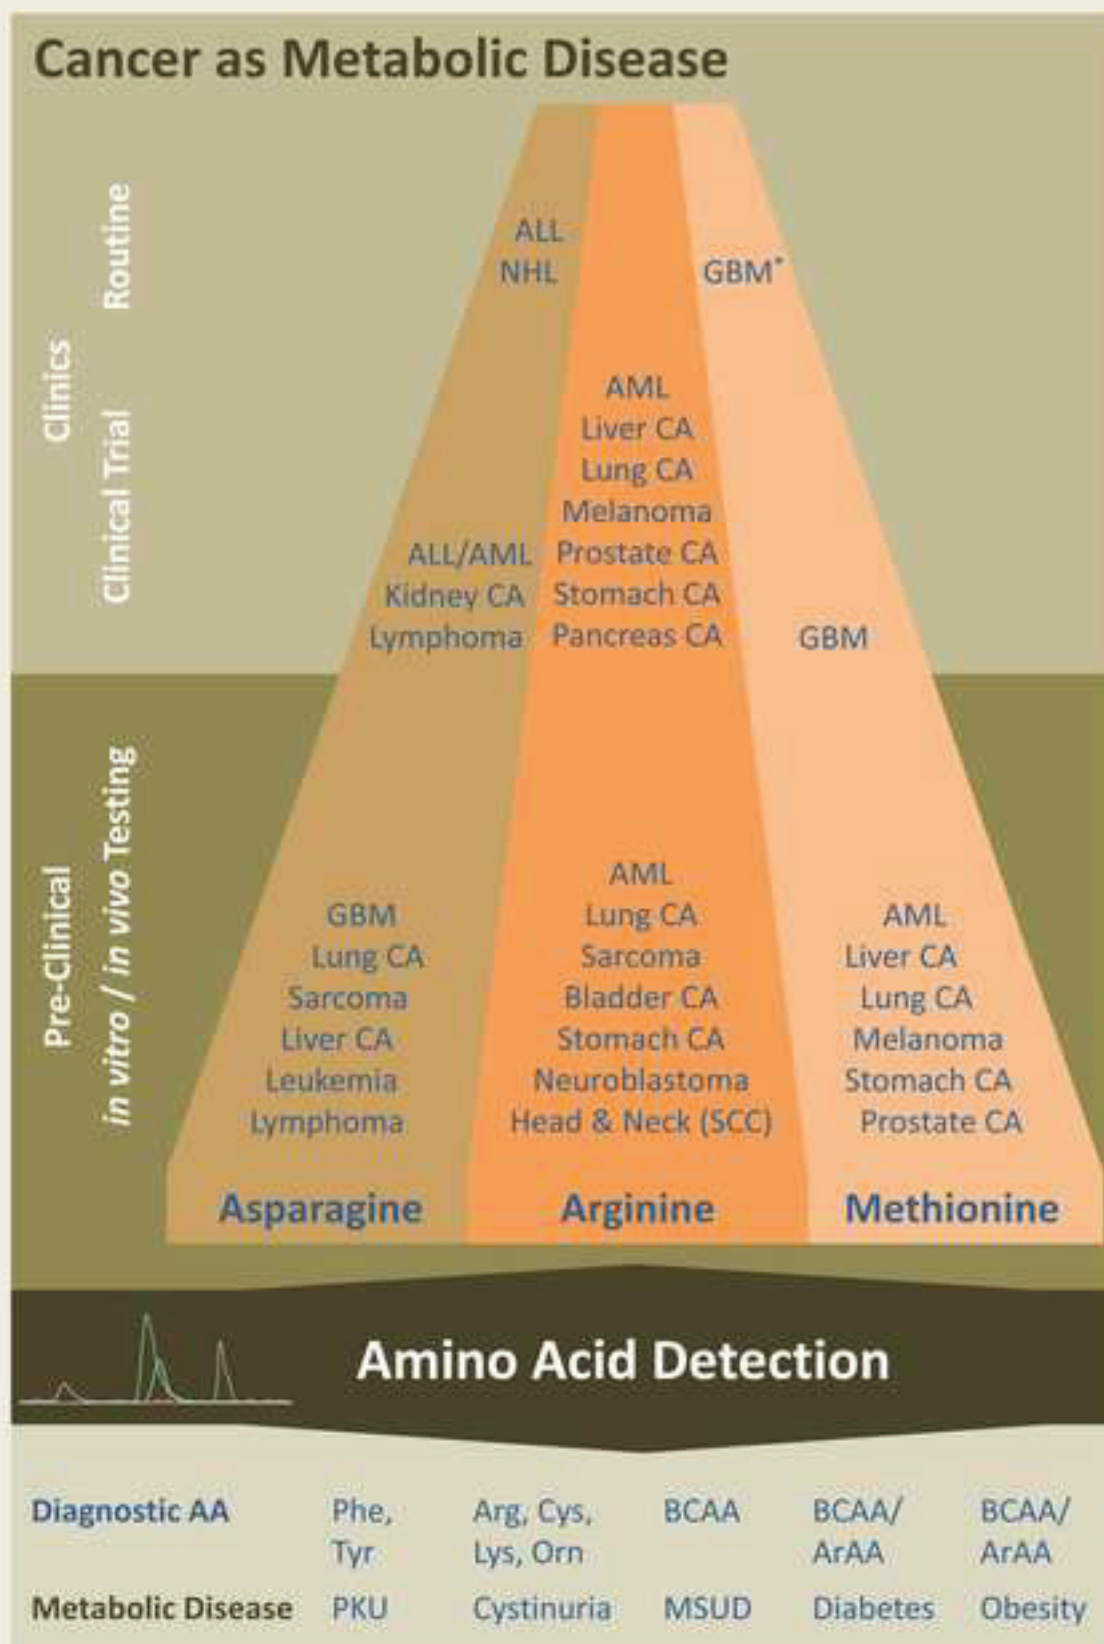 Cancer as Metabolic Disease
Clinics
Routine
ALL
NHL
GBM*
Clinical Trial
ALL/AML
Kidney CA
Lymphoma
AML
Liver CA
Lung CA
Melanoma
Prostate CA
Stomach CA
Pancreas CA
GBM
Pre-Clinical
in vitro / in vivo Testing
GBM
Lung CA
Sarcoma
Liver CA
Leukemia
Lymphoma
AML
Lung CA
Sarcoma
Bladder CA
Stomach CA
Neuroblastoma
Head & Neck (SCC)
AML
Liver CA
Lung CA
Melanoma
Stomach CA
Prostate CA
Asparagine Arginine Methionine
Amino Acid Detection
Diagnostic AA Phe, Arg, Cys, BCAA BCAA/ BCAA/
Tyr Lys, Orn ArAA ArAA
Metabolic Disease PKU Cystinuria MSUD Diabetes Obesity